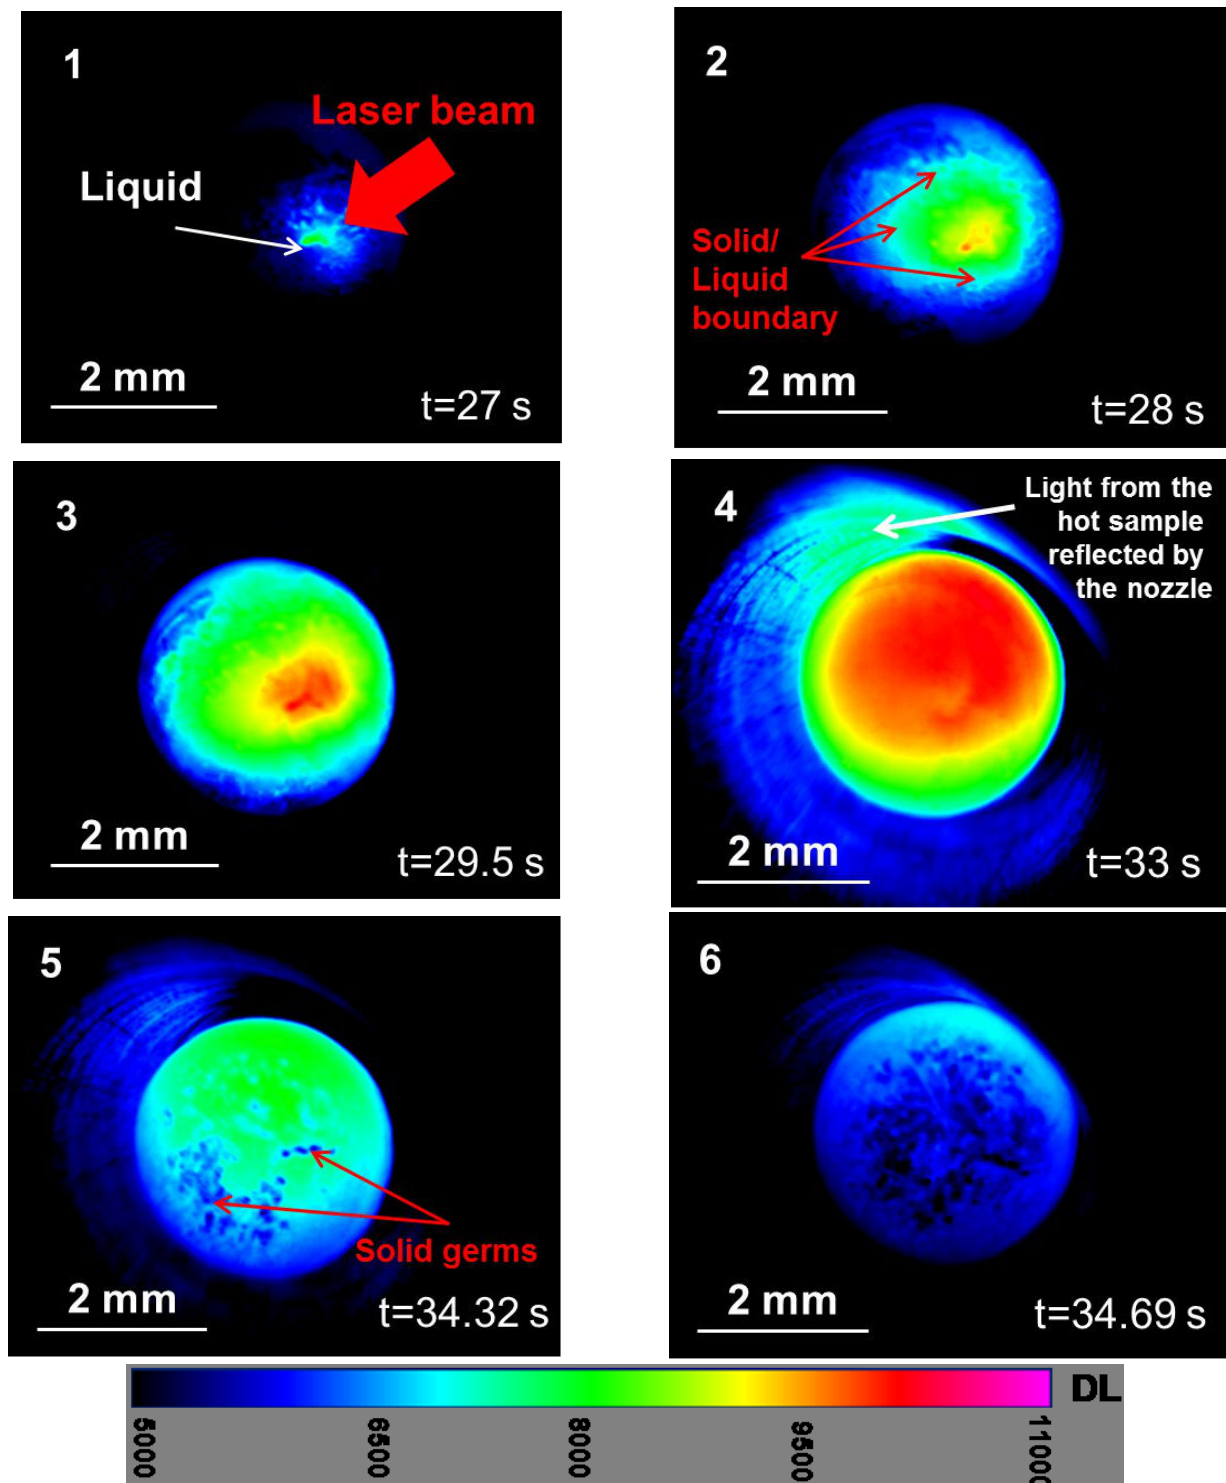 1
Laser beam
Liquid
2 mm
t=27 s
2
Solid/
Liquid
boundary
2 mm
t=28 s
3
2 mm
t=29.5 s
4
Light from the
hot sample
reflected by
the nozzle
2 mm
t=33 s
5
Solid germs
2 mm
t=34.32 s
6
2 mm
t=34.69 s
5000
6500
8000
9500
11000
DL